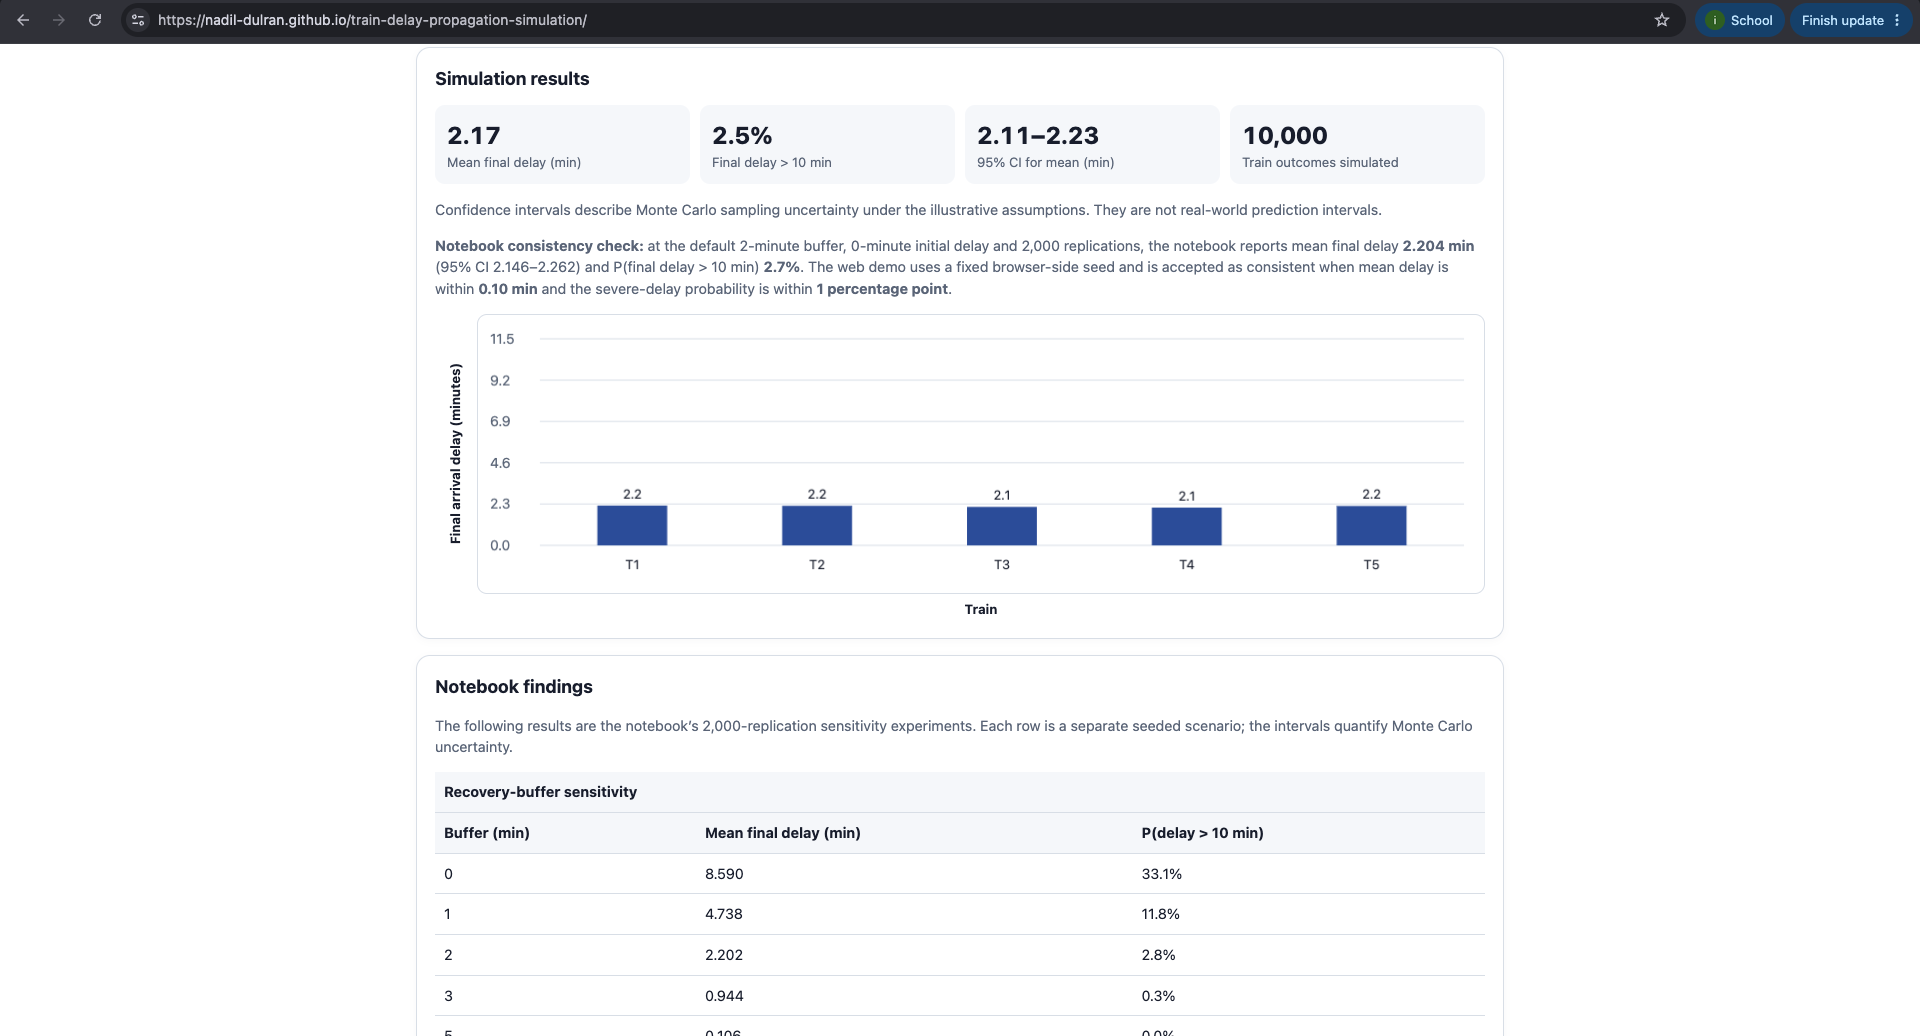 https://nadil-dulran.github.io/train-delay-propagation-simulation/
i School
Finish update
Simulation results
2.17
Mean final delay (min)
2.5%
Final delay > 10 min
2.11–2.23
95% CI for mean (min)
10,000
Train outcomes simulated
Confidence intervals describe Monte Carlo sampling uncertainty under the illustrative assumptions. They are not real-world prediction intervals.
Notebook consistency check: at the default 2-minute buffer, 0-minute initial delay and 2,000 replications, the notebook reports mean final delay 2.204 min
(95% CI 2.146–2.262) and P(final delay > 10 min) 2.7%. The web demo uses a fixed browser-side seed and is accepted as consistent when mean delay is
within 0.10 min and the severe-delay probability is within 1 percentage point.
Final arrival delay (minutes)
11.5
9.2
6.9
4.6
2.3
0.0
2.2
2.2
2.1
2.1
2.2
T1
T2
T3
T4
T5
Train
Notebook findings
The following results are the notebook's 2,000-replication sensitivity experiments. Each row is a separate seeded scenario; the intervals quantify Monte Carlo
uncertainty.
Recovery-buffer sensitivity
Buffer (min) Mean final delay (min) P(delay > 10 min)
0 8.590 33.1%
1 4.738 11.8%
2 2.202 2.8%
3 0.944 0.3%
5 0.106 0.0%